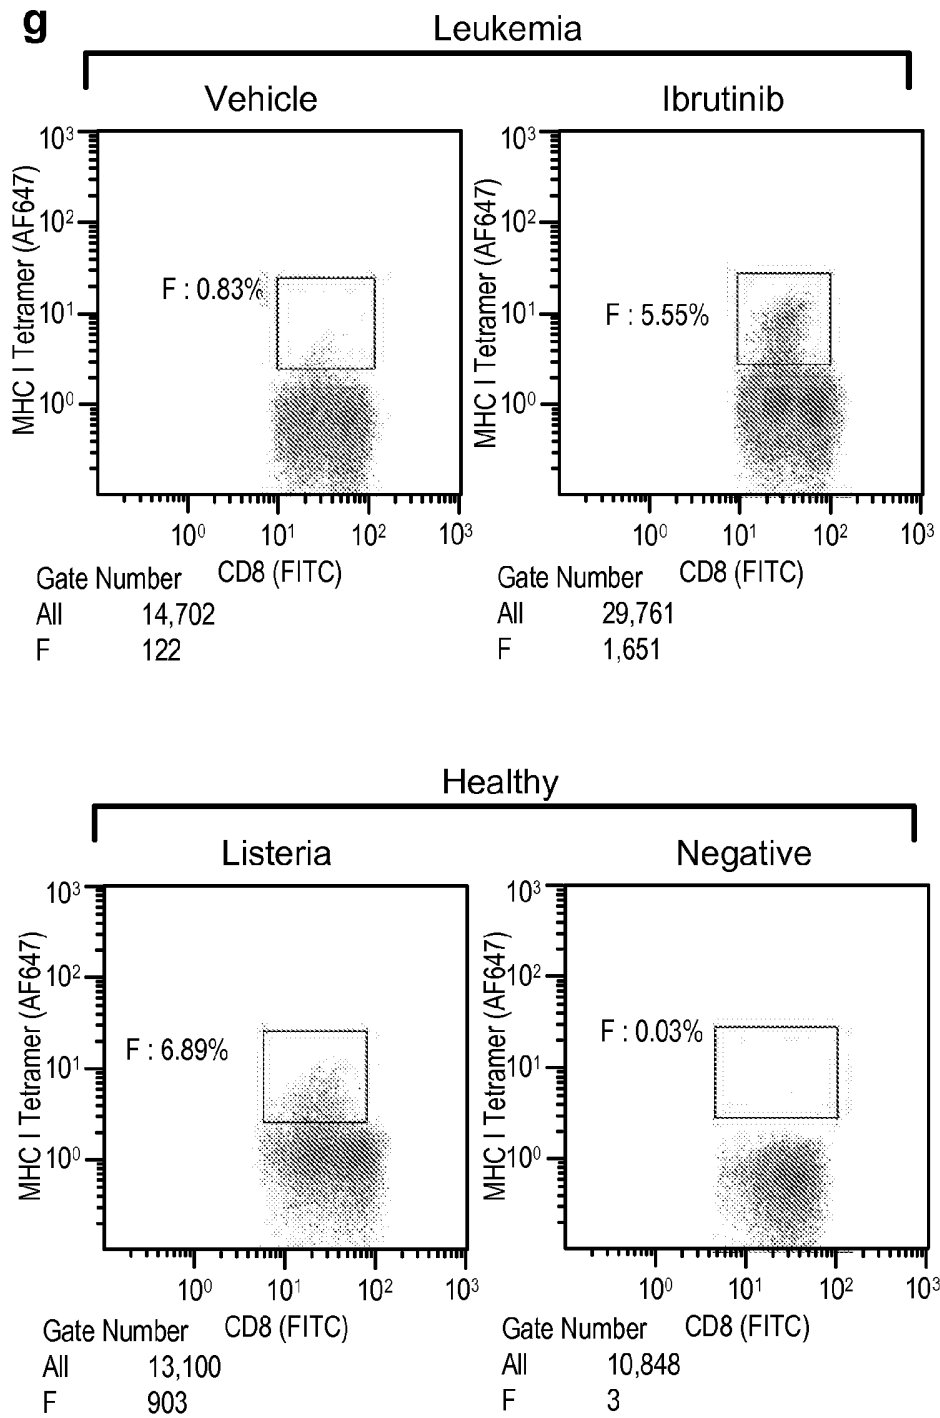 g
Leukemia
Vehicle
Ibrutinib
10³
10²
10¹
10⁰
MHC I Tetramer (AF647)
F : 0.83%
10⁰ 10¹ 10² 10³
CD8 (FITC)
Gate Number
All 14,702
F 122
10³
10²
10¹
10⁰
MHC I Tetramer (AF647)
F : 5.55%
10⁰ 10¹ 10² 10³
CD8 (FITC)
Gate Number
All 29,761
F 1,651
Healthy
Listeria
Negative
10³
10²
10¹
10⁰
MHC I Tetramer (AF647)
F : 6.89%
10⁰ 10¹ 10² 10³
CD8 (FITC)
Gate Number
All 13,100
F 903
10³
10²
10¹
10⁰
MHC I Tetramer (AF647)
F : 0.03%
10⁰ 10¹ 10² 10³
CD8 (FITC)
Gate Number
All 10,848
F 3